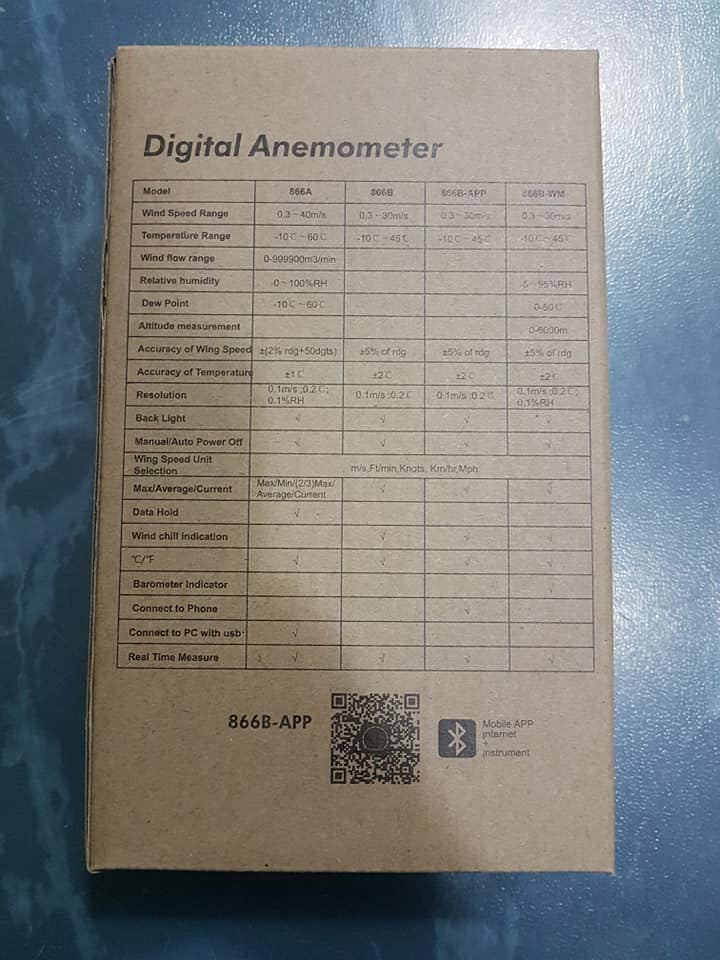 Digital Anemometer
Model 866A 866B 866B-APP 866B-WM
Wind Speed Range 0.3~40m/s 0.3~30m/s 0.3~30m/s 0.3~30m/s
Temperature Range -10℃~60℃ -10℃~45℃ -10℃~45℃ -10℃~45℃
Wind flow range 0-999900m3/min
Relative humidity 0~100%RH 5~95%RH
Dew Point -10℃~60℃ 0-50℃
Altitude measurement 0-6000m
Accuracy of Wing Speed ±(2% rdg+50dgts) ±5% of rdg ±5% of rdg ±5% of rdg
Accuracy of Temperature ±1℃ ±2℃ ±2℃ ±2℃
Resolution 0.1m/s ;0.2℃; 0.1m/s ;0.2℃ 0.1m/s ;0.2℃ 0.1m/s ;0.2℃;
0.1%RH 0.1%RH
Back Light √ √ √ √
Manual/Auto Power Off √ √ √ √
Wing Speed Unit
Selection m/s,Ft/min,Knots, Km/hr,Mph
Max/Average/Current Max/Min/(2/3)Max/ √ √ √
Average/Current
Data Hold √
Wind chill indication √ √ √
℃/℉ √ √ √ √
Barometer Indicator √
Connect to Phone √
Connect to PC with usb √
Real Time Measure √ √ √ √
866B-APP
Mobile APP
internet
+
instrument